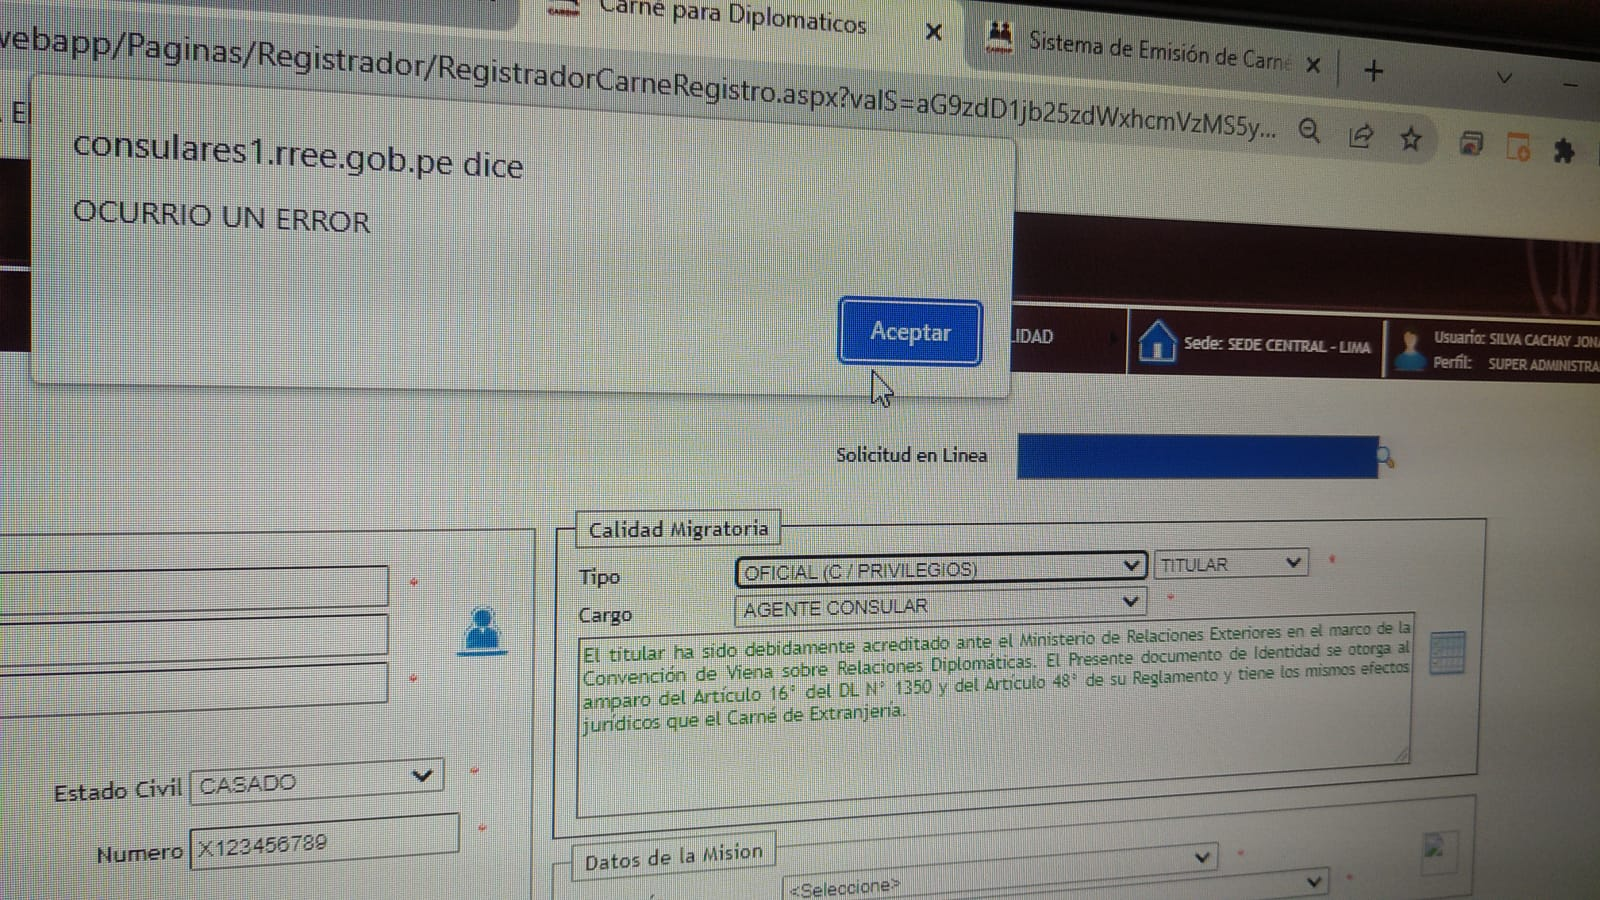 Carné para Diplomaticos
Sistema de Emisión de Carn
webapp/Paginas/Registrador/RegistradorCarneRegistro.aspx?valS=aG9zdD1jb25zdWxhcmVzMS5y...
consulares1.rree.gob.pe dice
OCURRIO UN ERROR
Aceptar
LIDAD
Sede: SEDE CENTRAL - LIMA
Usuario: SILVA CACHAY JON
Perfil: SUPER ADMINISTRA
Solicitud en Linea
Calidad Migratoria
Tipo
OFICIAL (C / PRIVILEGIOS)
TITULAR
Cargo
AGENTE CONSULAR
El titular ha sido debidamente acreditado ante el Ministerio de Relaciones Exteriores en el marco de la
Convención de Viena sobre Relaciones Diplomáticas. El Presente documento de Identidad se otorga al
amparo del Artículo 16° del DL N° 1350 y del Artículo 48° de su Reglamento y tiene los mismos efectos
jurídicos que el Carné de Extranjería.
Estado Civil
CASADO
Numero
X123456789
Datos de la Mision
<Seleccione>